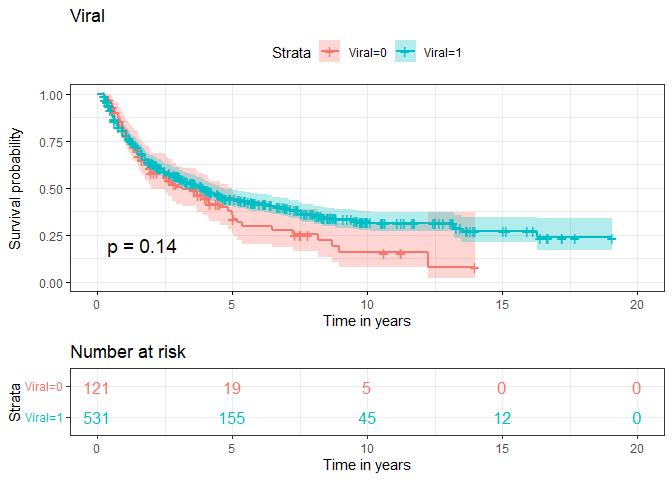 Viral
Strata Viral=0 Viral=1
1.00
0.75
0.50
0.25
0.00
Survival probability
p = 0.14
0 5 10 15 20
Time in years
Number at risk
Strata
Viral=0 121 19 5 0 0
Viral=1 531 155 45 12 0
0 5 10 15 20
Time in years